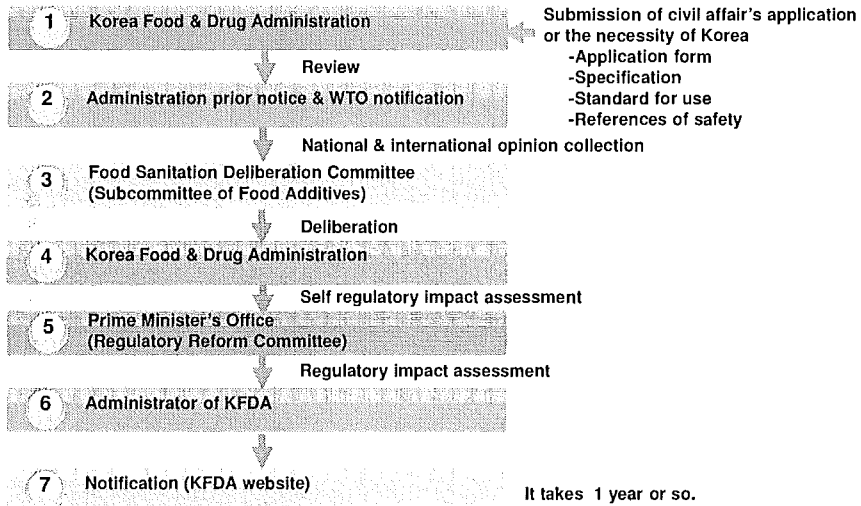 1 Korea Food & Drug Administration
Submission of civil affair's application
or the necessity of Korea
-Application form
-Specification
-Standard for use
-References of safety
Review
2 Administration prior notice & WTO notification
National & international opinion collection
3 Food Sanitation Deliberation Committee
(Subcommittee of Food Additives)
Deliberation
4 Korea Food & Drug Administration
Self regulatory impact assessment
5 Prime Minister's Office
(Regulatory Reform Committee)
Regulatory impact assessment
6 Administrator of KFDA
7 Notification (KFDA website)
It takes 1 year or so.